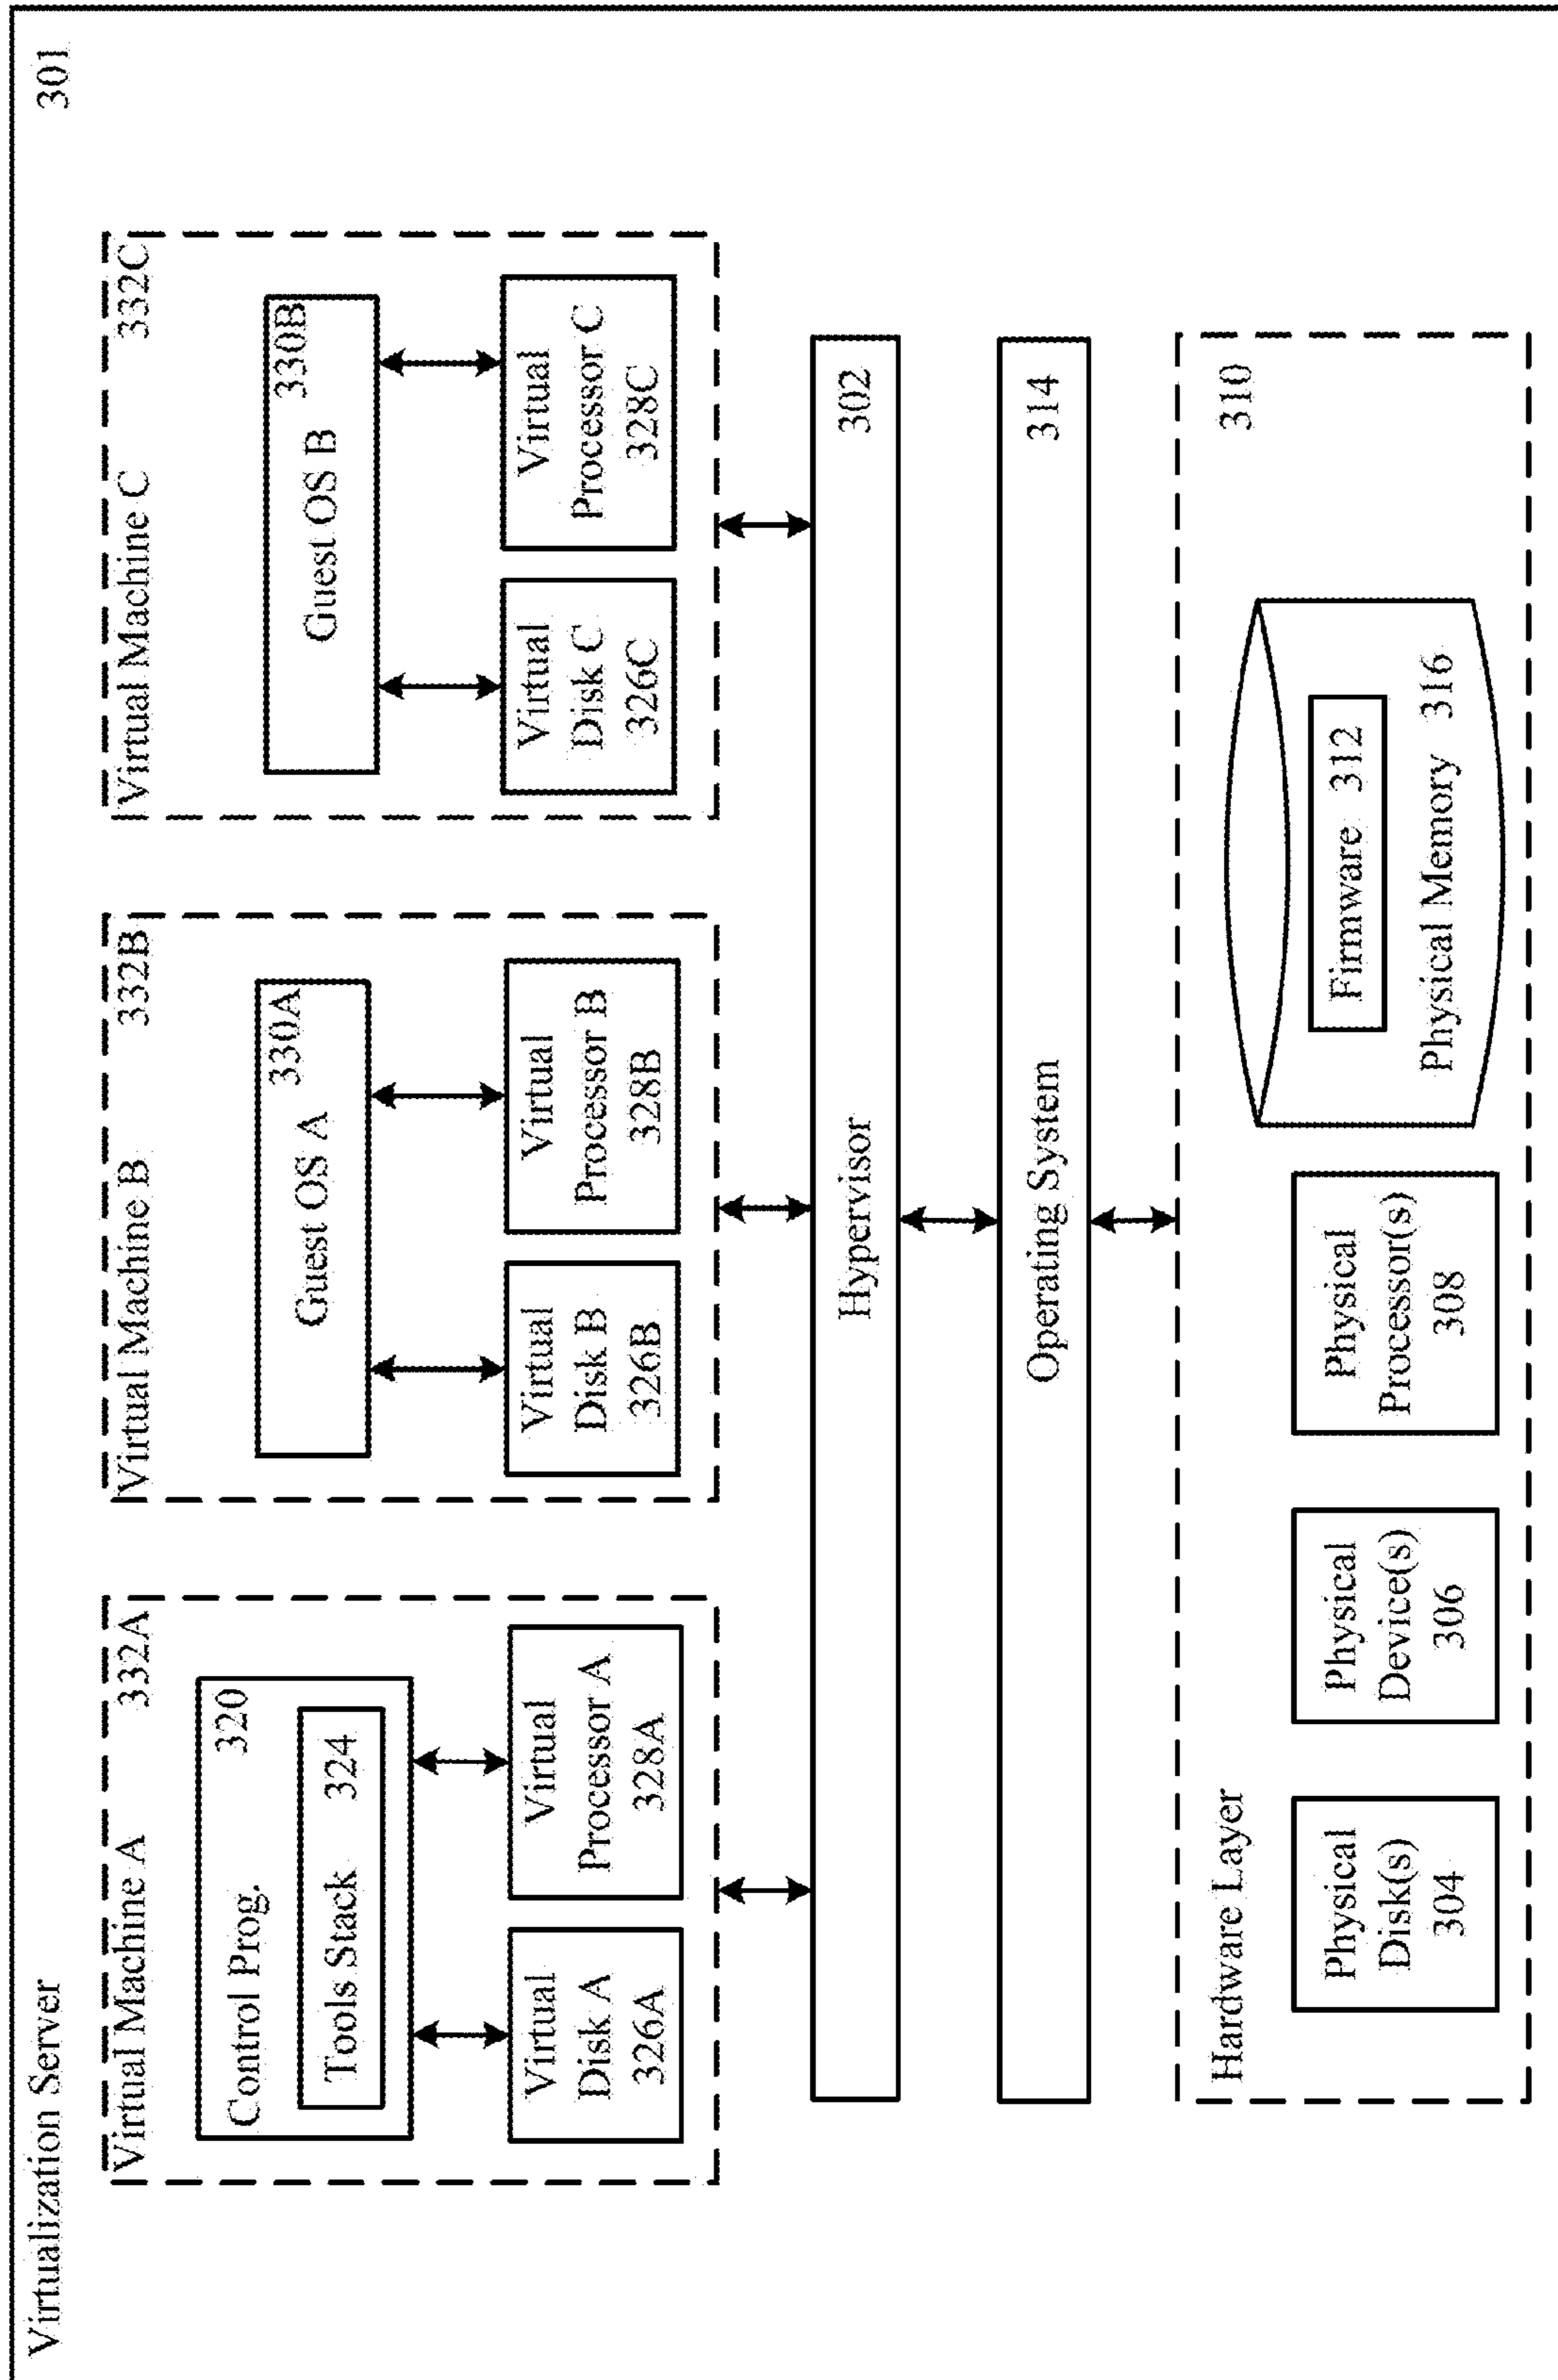 Virtualization Server
301
Virtual Machine A 332A
Control Prog.
320
Tools Stack 324
Virtual
Disk A
326A
Virtual
Processor A
328A
Virtual Machine B 332B
330A
Guest OS A
Virtual
Disk B
326B
Virtual
Processor B
328B
Virtual Machine C 332C
330B
Guest OS B
Virtual
Disk C
326C
Virtual
Processor C
328C
Hypervisor 302
Operating System 314
Hardware Layer 310
Physical
Disk(s)
304
Physical
Device(s)
306
Physical
Processor(s)
308
Firmware 312
Physical Memory 316